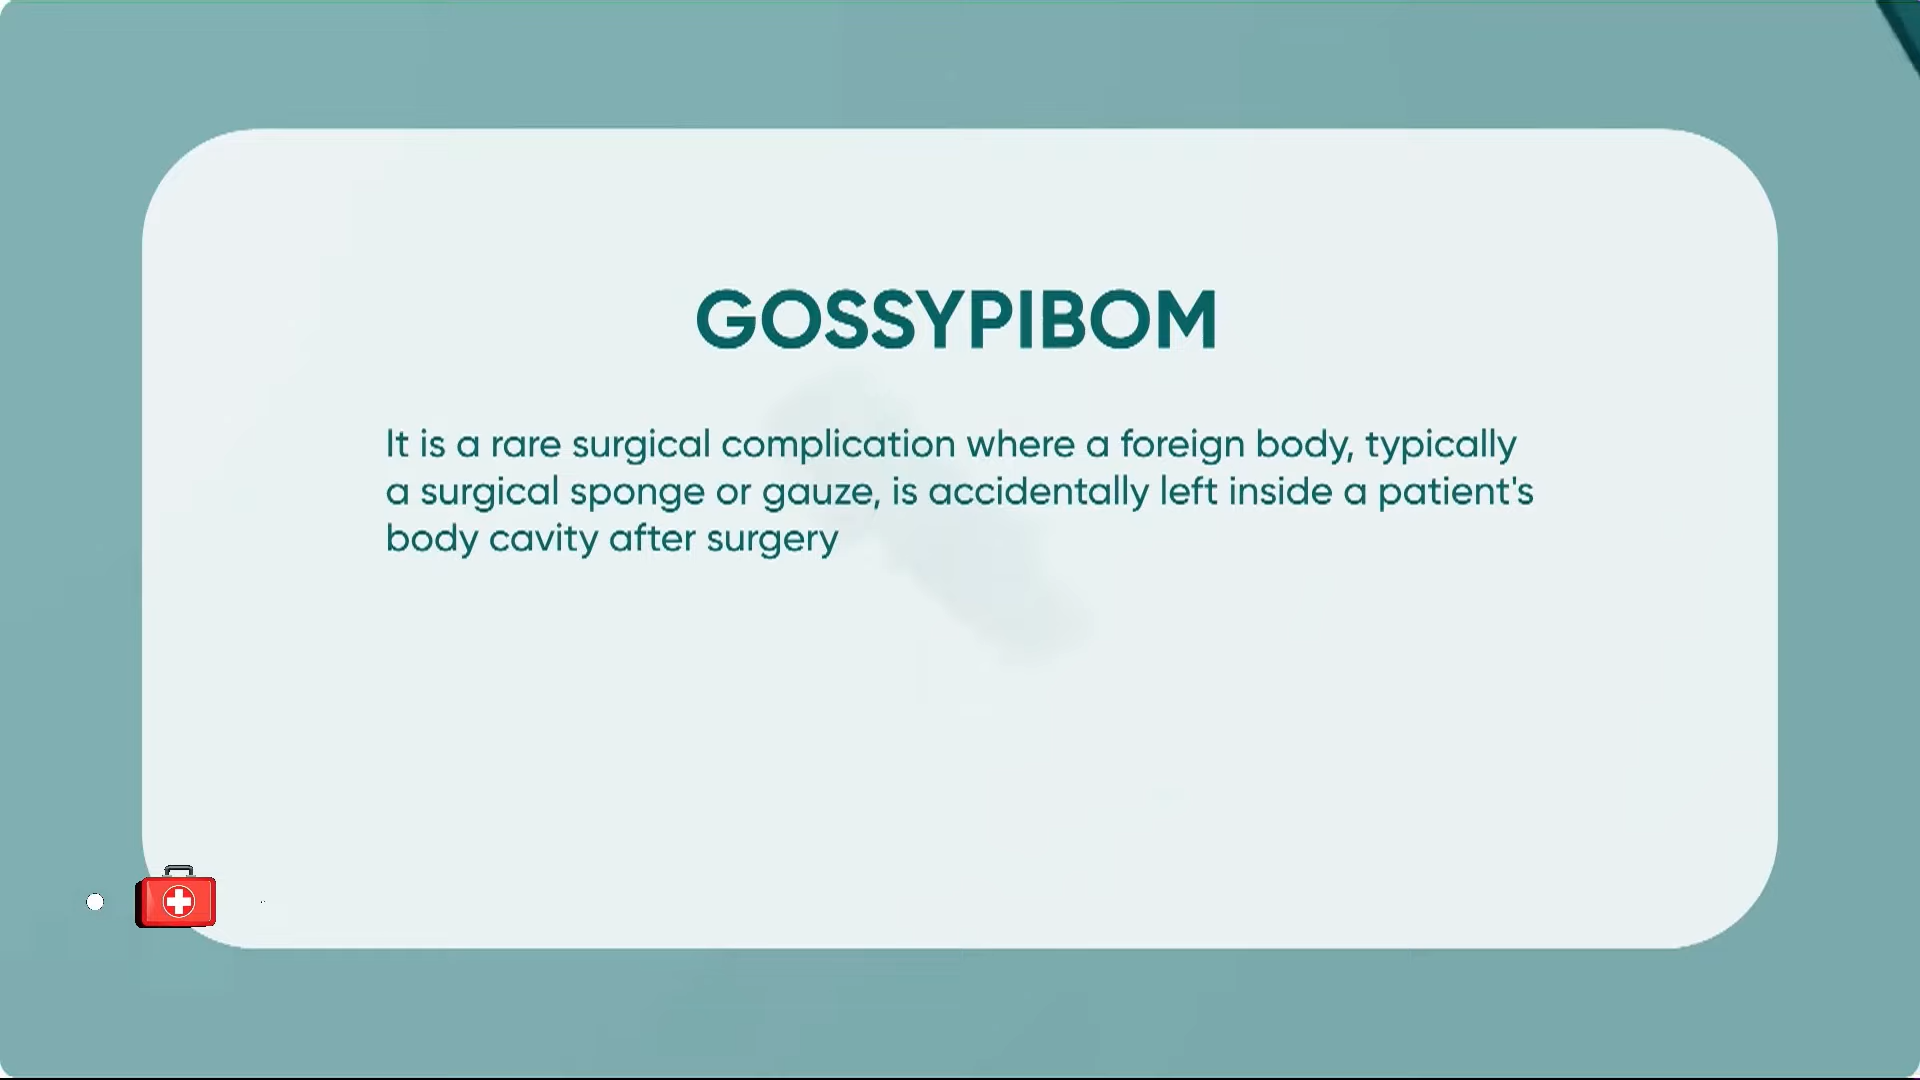 GOSSYPIBOM
It is a rare surgical complication where a foreign body, typically
a surgical sponge or gauze, is accidentally left inside a patient's
body cavity after surgery